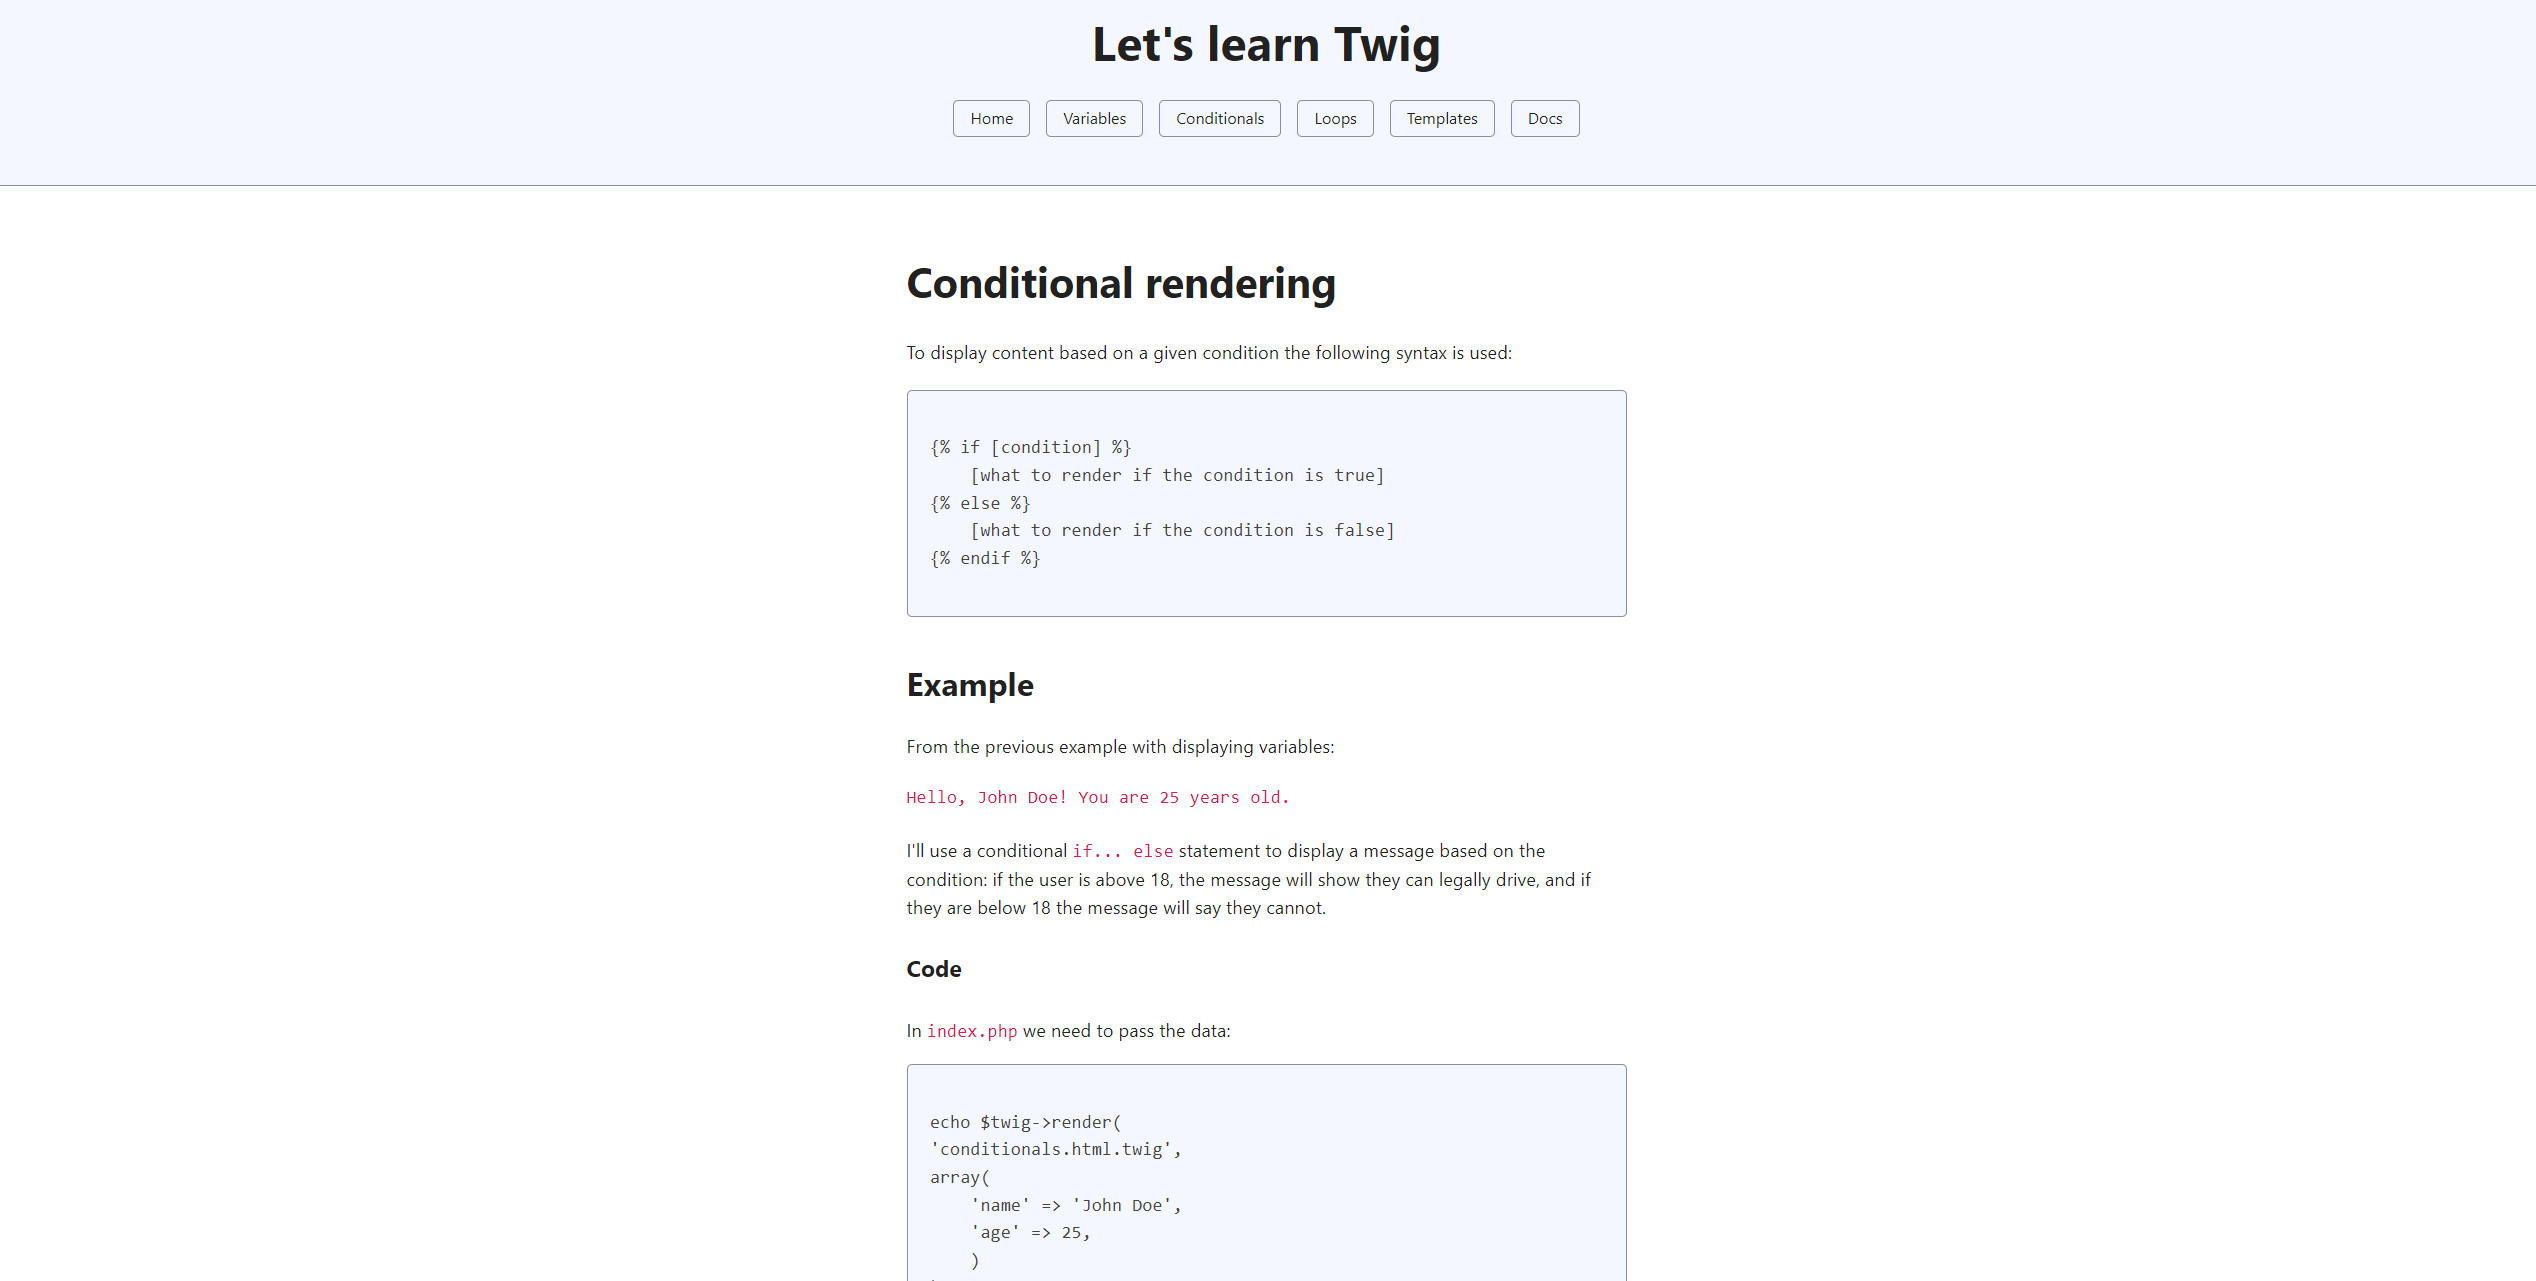 Let's learn Twig
Home Variables Conditionals Loops Templates Docs
Conditional rendering
To display content based on a given condition the following syntax is used:
{% if [condition] %}
    [what to render if the condition is true]
{% else %}
    [what to render if the condition is false]
{% endif %}
Example
From the previous example with displaying variables:
Hello, John Doe! You are 25 years old.
I'll use a conditional if... else statement to display a message based on the
condition: if the user is above 18, the message will show they can legally drive, and if
they are below 18 the message will say they cannot.
Code
In index.php we need to pass the data:
echo $twig->render(
'conditionals.html.twig',
array(
    'name' => 'John Doe',
    'age' => 25,
    )